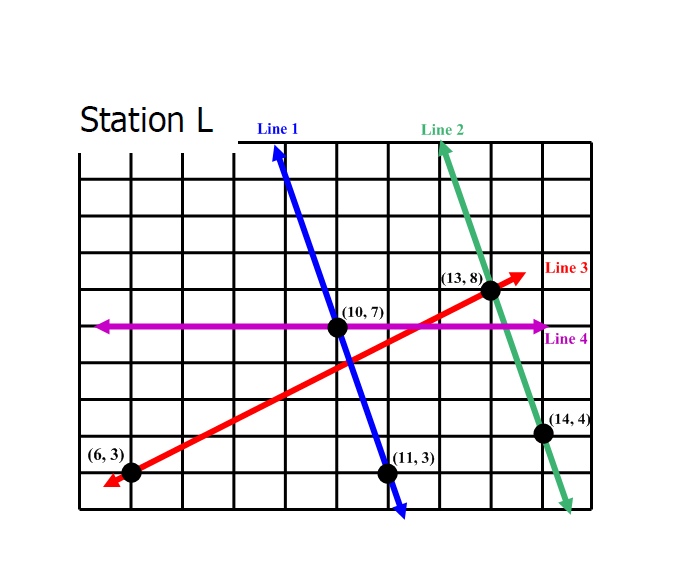 Station L
Line 1
Line 2
Line 3
(13, 8)
(10, 7)
Line 4
(14, 4)
(6, 3)
(11, 3)